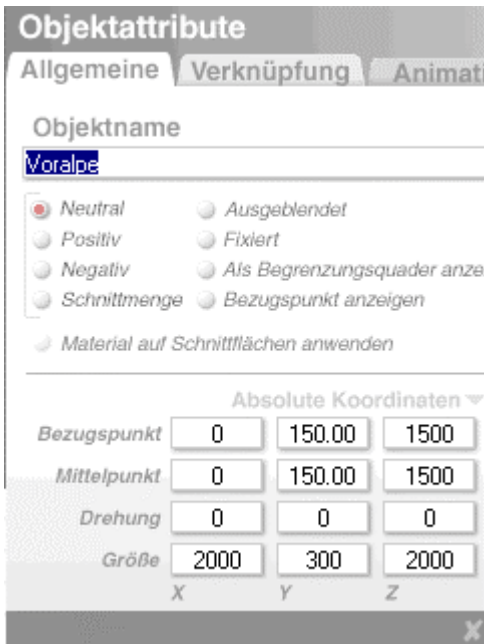 Objektattribute
Allgemeine Verknüpfung Animati
Objektname
Voralpe
Neutral Ausgeblendet
Positiv Fixiert
Negativ Als Begrenzungsquader anze
Schnittmenge Bezugspunkt anzeigen
Material auf Schnittflächen anwenden
Absolute Koordinaten
Bezugspunkt 0 150.00 1500
Mittelpunkt 0 150.00 1500
Drehung 0 0 0
Größe 2000 300 2000
X Y Z